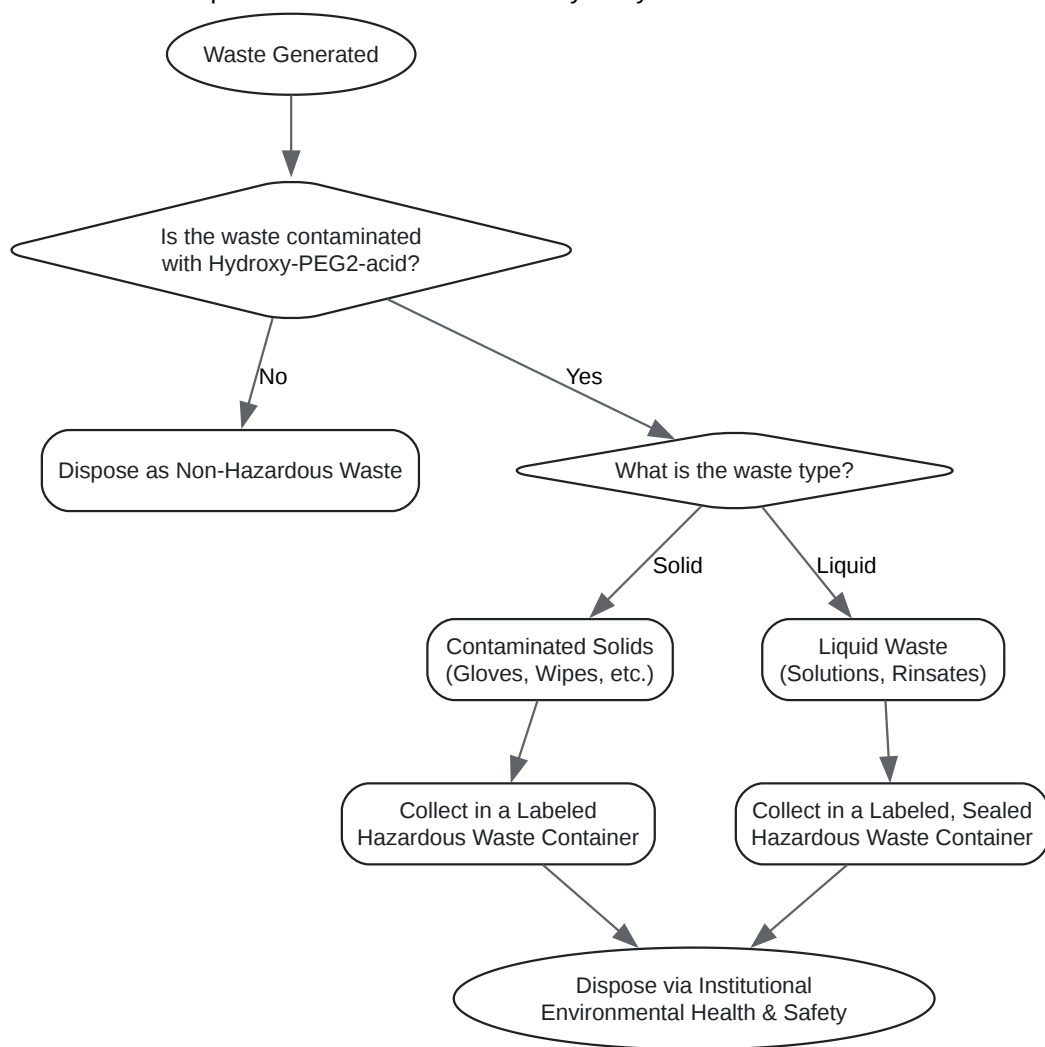 Waste Generated
Is the waste contaminated
with Hydroxy-PEG2-acid?
No
Yes
Dispose as Non-Hazardous Waste
What is the waste type?
Solid
Liquid
Contaminated Solids
(Gloves, Wipes, etc.)
Liquid Waste
(Solutions, Rinsates)
Collect in a Labeled
Hazardous Waste Container
Collect in a Labeled, Sealed
Hazardous Waste Container
Dispose via Institutional
Environmental Health & Safety